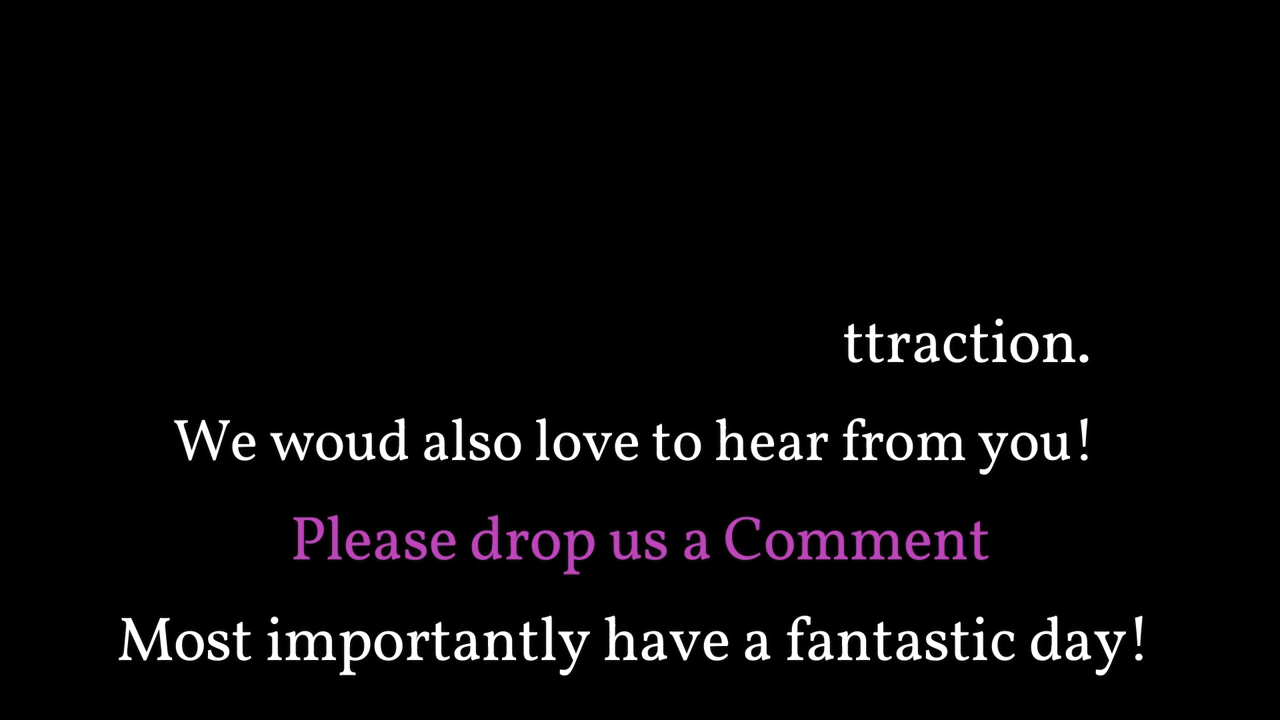 ttraction.
We woud also love to hear from you!
Please drop us a Comment
Most importantly have a fantastic day!